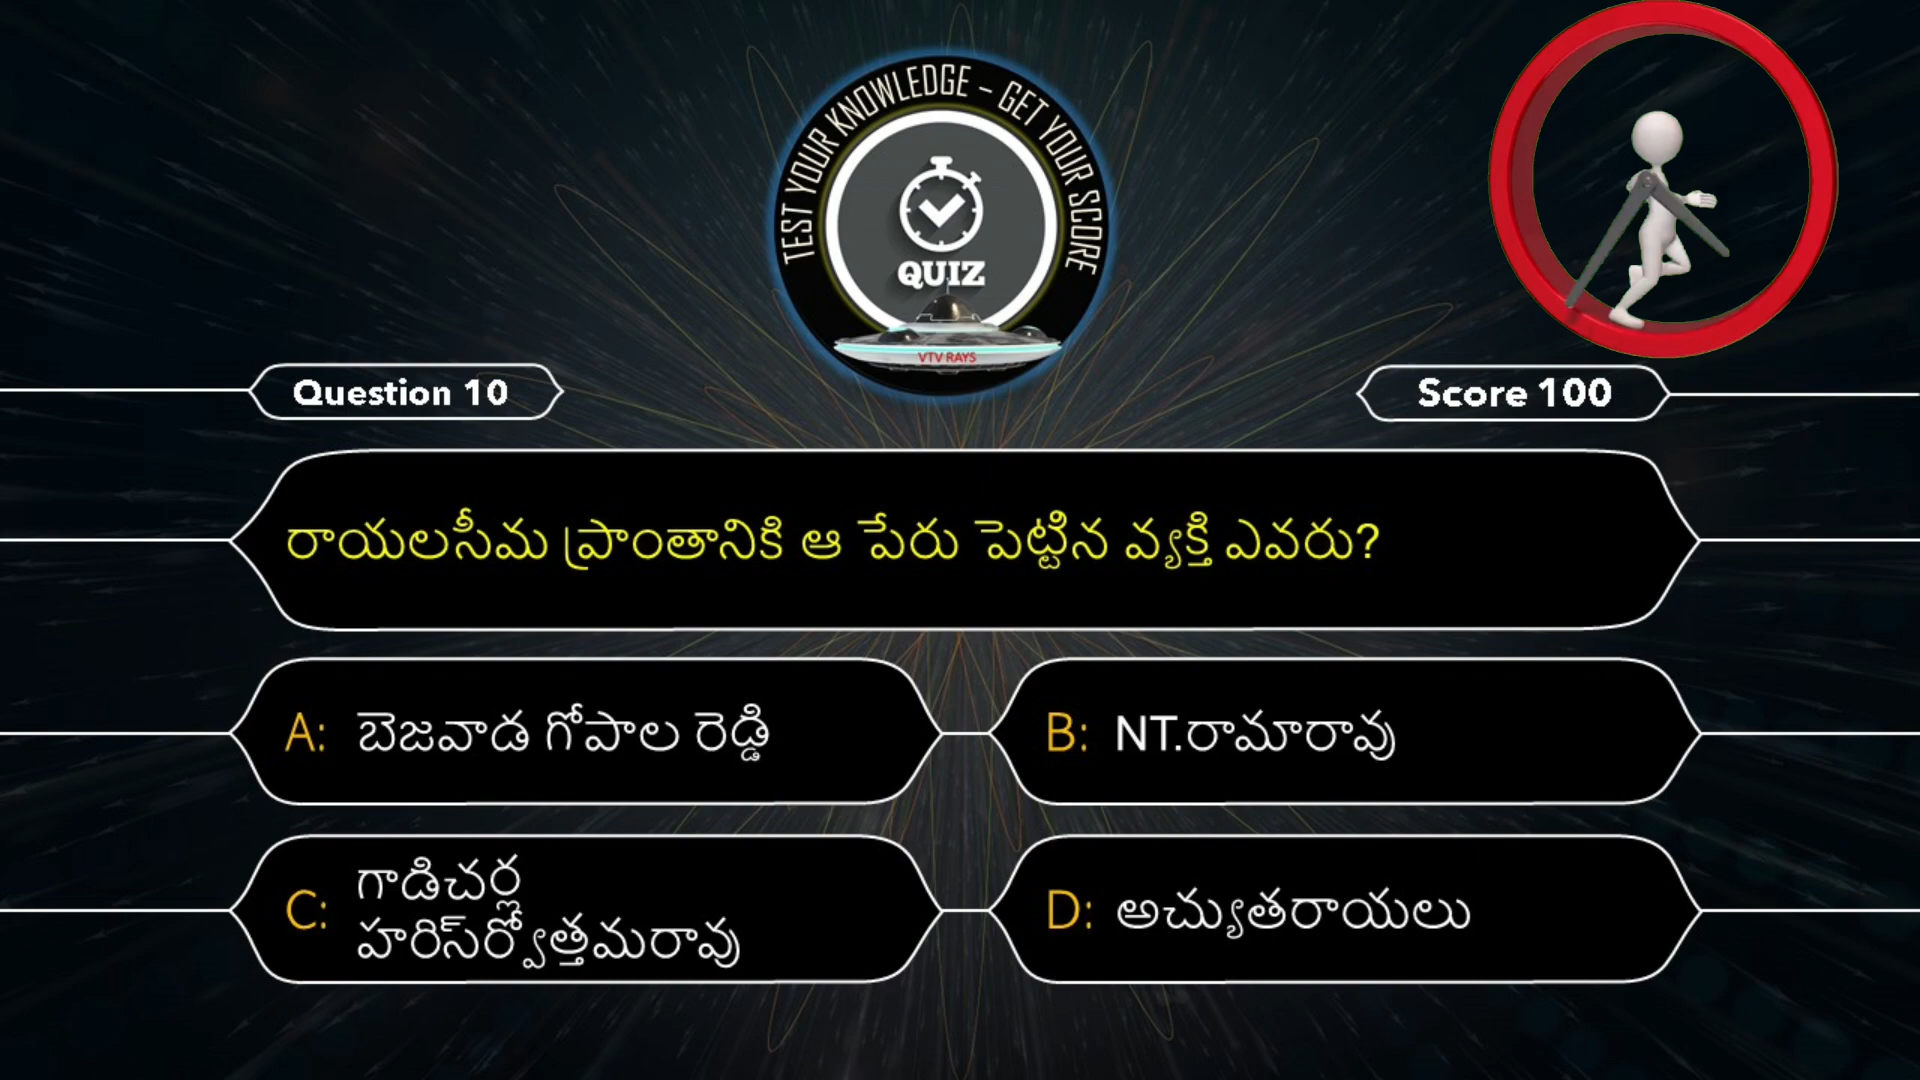 TEST YOUR KNOWLEDGE – GET YOUR SCORE
QUIZ
VTV RAYS
Question 10
Score 100
రాయలసీమ ప్రాంతానికి ఆ పేరు పెట్టిన వ్యక్తి ఎవరు?
A: బెజవాడ గోపాల రెడ్డి
B: NT.రామారావు
C: గాడిచర్ల
హరిస్ర్వోత్తమరావు
D: అచ్యుతరాయలు